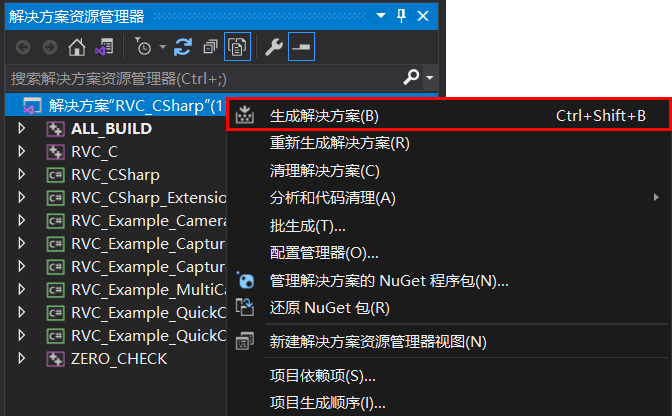 解决方案资源管理器
搜索解决方案资源管理器(Ctrl+;)
解决方案"RVC_CSharp"(1
ALL_BUILD
RVC_C
RVC_CSharp
RVC_CSharp_Extension
RVC_Example_Camera
RVC_Example_Captur
RVC_Example_Captur
RVC_Example_MultiCa
RVC_Example_QuickC
RVC_Example_QuickC
ZERO_CHECK
生成解决方案(B) Ctrl+Shift+B
重新生成解决方案(R)
清理解决方案(C)
分析和代码清理(A)
批生成(T)...
配置管理器(O)...
管理解决方案的 NuGet 程序包(N)...
还原 NuGet 包(R)
新建解决方案资源管理器视图(N)
项目依赖项(S)...
项目生成顺序(I)...